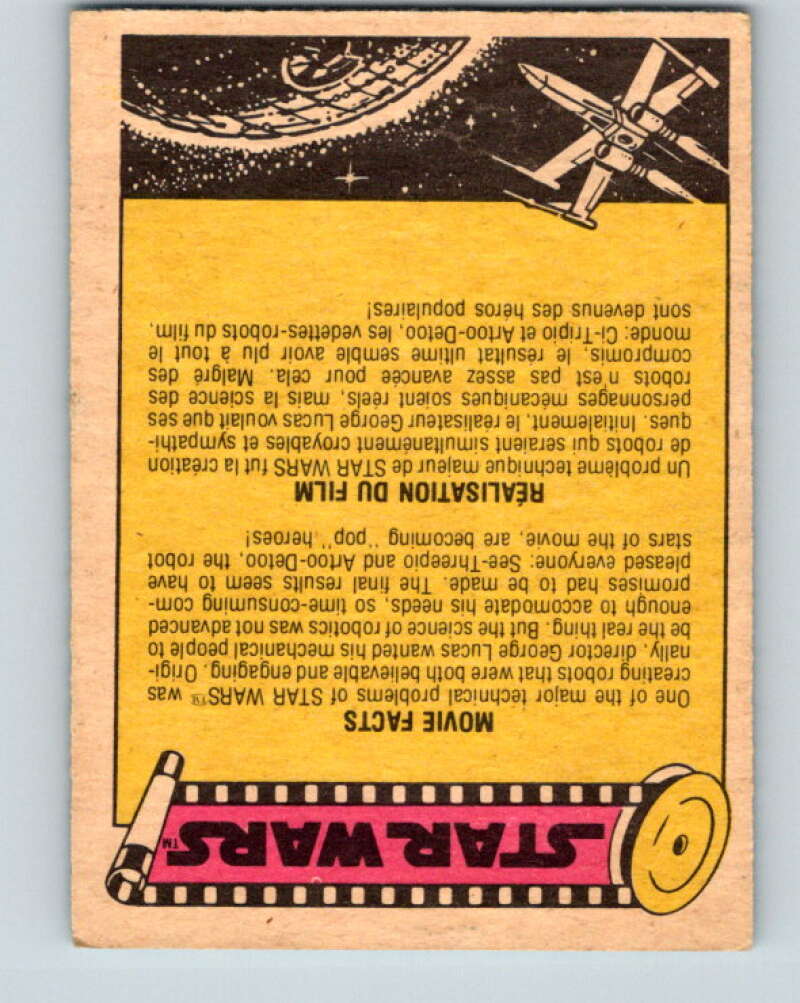 STAR WARS™
MOVIE FACTS
One of the major technical problems of STAR WARS™ was
creating robots that were both believable and engaging. Origi-
nally, director George Lucas wanted his mechanical people to
be the real thing. But the science of robotics was not advanced
enough to accomodate his needs, so time-consuming com-
promises had to be made. The final results seem to have
pleased everyone: See-Threepio and Artoo-Detoo, the robot
stars of the movie, are becoming "pop" heroes!
RÉALISATION DU FILM
Un problème technique majeur de STAR WARS fut la création
de robots qui seraient simultanément croyables et sympathi-
ques. Initialement, le réalisateur George Lucas voulait que ses
personnages mécaniques soient réels, mais la science des
robots n'est pas assez avancée pour cela. Malgré des
compromis, le résultat ultime semble avoir plu à tout le
monde: Ci-Tripio et Artoo-Detoo, les vedettes-robots du film,
sont devenus des héros populaires!